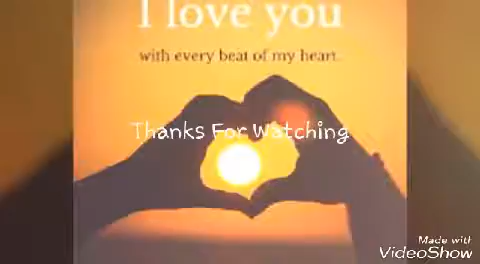 I love you
with every beat of my heart.
Thanks For Watching
Made with
VideoShow